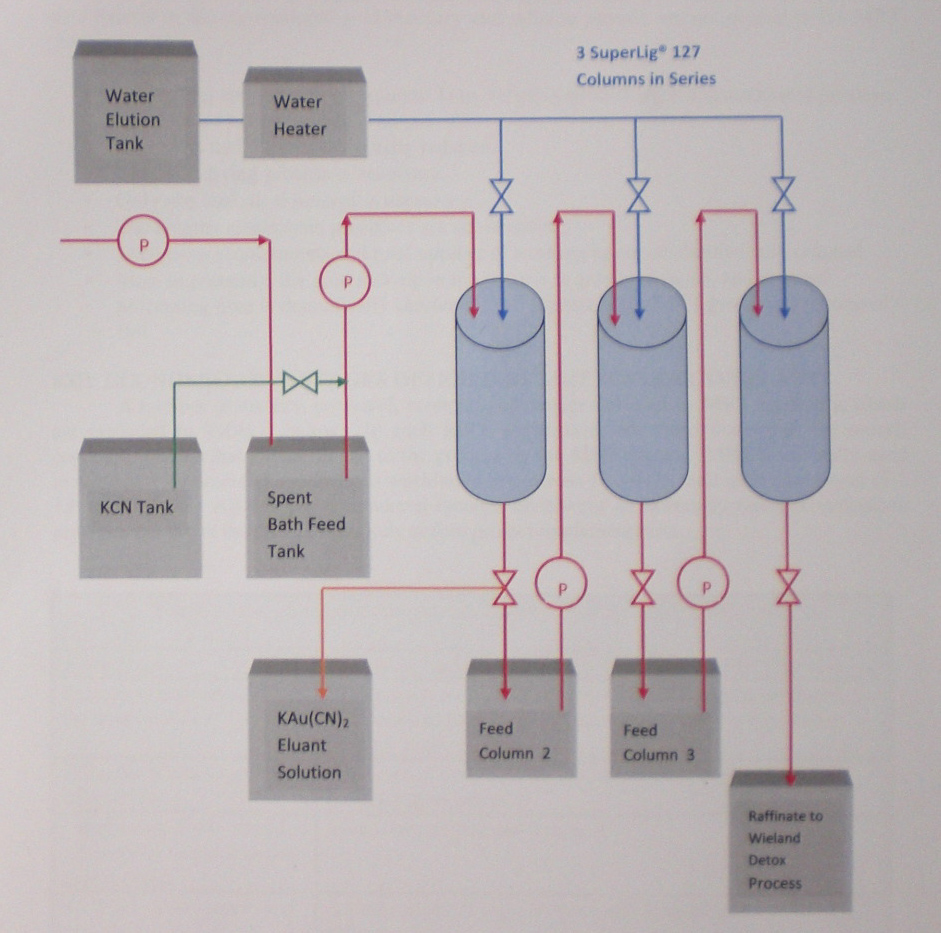 3 SuperLig® 127
Columns in Series
Water
Elution
Tank
Water
Heater
P
P
KCN Tank
Spent
Bath Feed
Tank
P
P
KAu(CN)₂
Eluant
Solution
Feed
Column 2
Feed
Column 3
Raffinate to
Wieland
Detox
Process